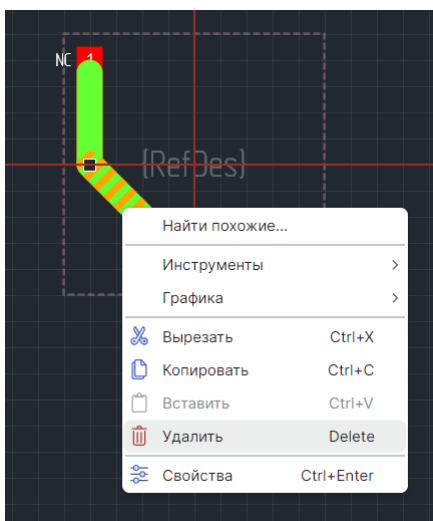 NC 1
{RefDes}
Найти похожие...
Инструменты
Графика
Вырезать Ctrl+X
Копировать Ctrl+C
Вставить Ctrl+V
Удалить Delete
Свойства Ctrl+Enter